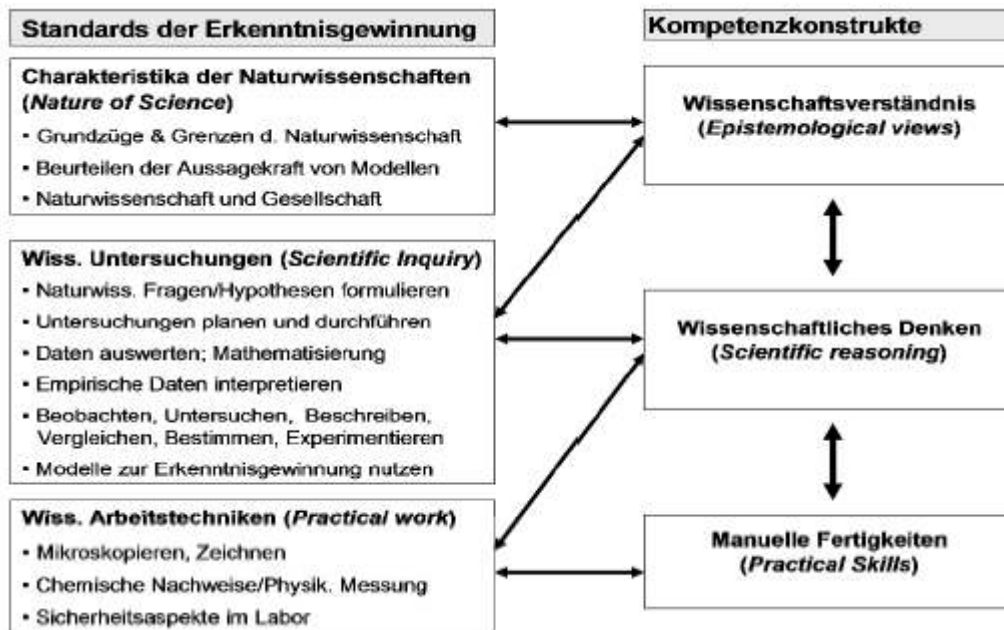 Standards der Erkenntnisgewinnung
Charakteristika der Naturwissenschaften
(Nature of Science)
▪ Grundzüge & Grenzen d. Naturwissenschaft
▪ Beurteilen der Aussagekraft von Modellen
▪ Naturwissenschaft und Gesellschaft
Wiss. Untersuchungen (Scientific Inquiry)
▪ Naturwiss. Fragen/Hypothesen formulieren
▪ Untersuchungen planen und durchführen
▪ Daten auswerten; Mathematisierung
▪ Empirische Daten interpretieren
▪ Beobachten, Untersuchen, Beschreiben,
Vergleichen, Bestimmen, Experimentieren
▪ Modelle zur Erkenntnisgewinnung nutzen
Wiss. Arbeitstechniken (Practical work)
▪ Mikroskopieren, Zeichnen
▪ Chemische Nachweise/Physik. Messung
▪ Sicherheitsaspekte im Labor
Kompetenzkonstrukte
Wissenschaftsverständnis
(Epistemological views)
Wissenschaftliches Denken
(Scientific reasoning)
Manuelle Fertigkeiten
(Practical Skills)